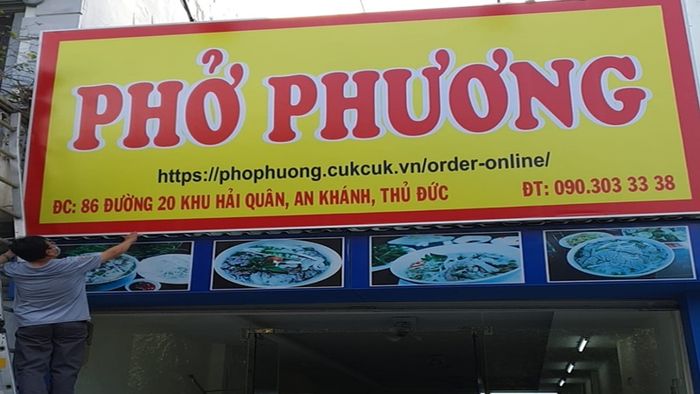 PHỞ PHƯƠNG
https://phophuong.cukcuk.vn/order-online/
ĐC: 86 ĐƯỜNG 20 KHU HẢI QUÂN, AN KHÁNH, THỦ ĐỨC
ĐT: 090.303 33 38